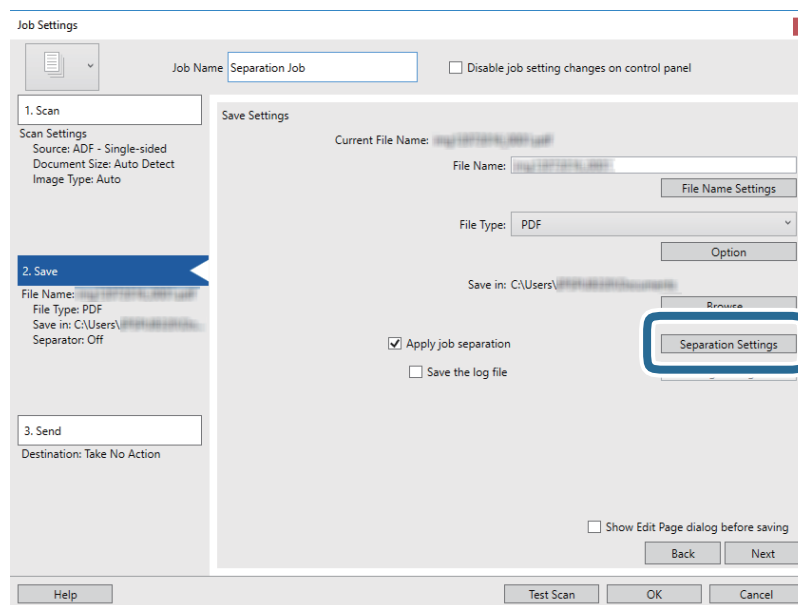 Job Settings
Job Name Separation Job
Disable job setting changes on control panel
1. Scan
Scan Settings
Source: ADF - Single-sided
Document Size: Auto Detect
Image Type: Auto
2. Save
File Name:
File Type: PDF
Save in: C:\Users\
Separator: Off
3. Send
Destination: Take No Action
Save Settings
Current File Name:
File Name:
File Name Settings
File Type: PDF
Option
Save in: C:\Users\
Browse
Apply job separation
Separation Settings
Save the log file
Show Edit Page dialog before saving
Back Next
Help Test Scan OK Cancel